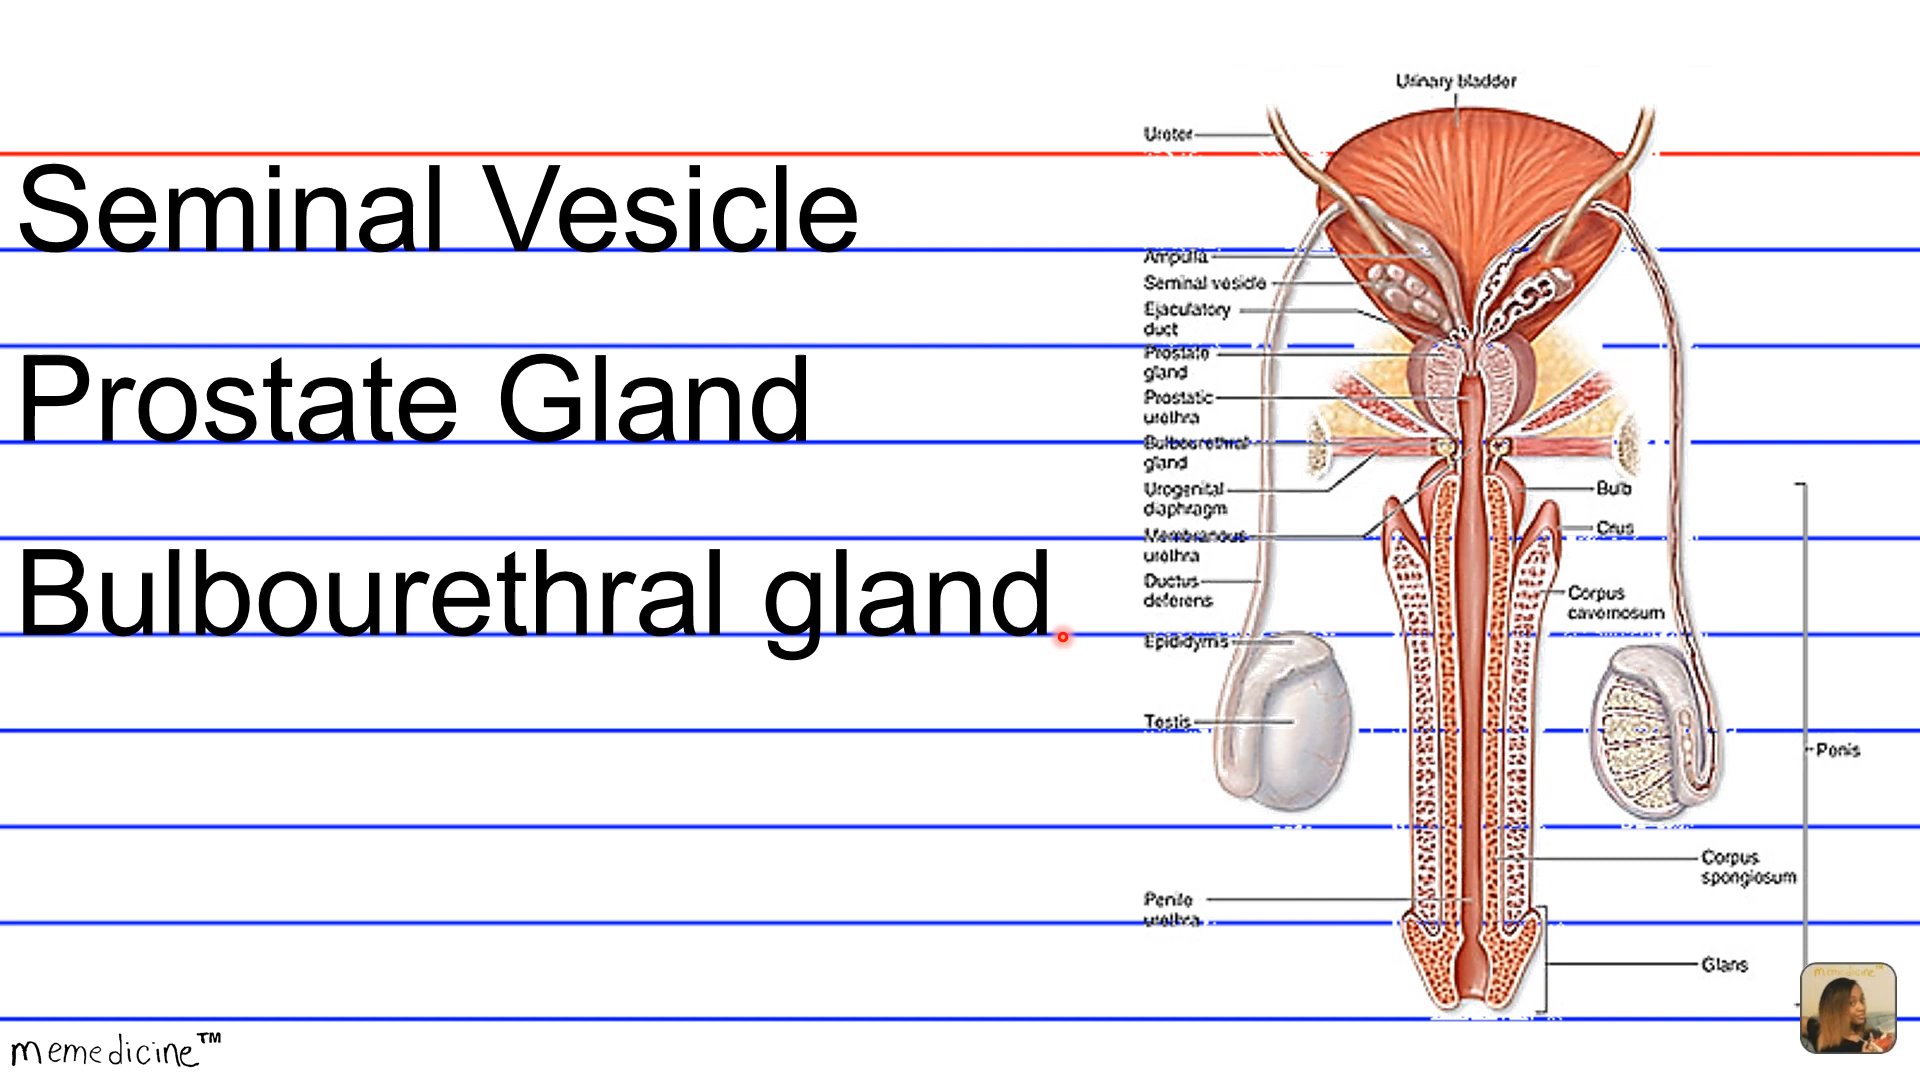 Seminal Vesicle
Prostate Gland
Bulbourethral gland
Urinary bladder
Ureter
Ampulla
Seminal vesicle
Ejaculatory
duct
Prostate
gland
Prostatic
urethra
Bulbourethral
gland
Urogenital
diaphragm
Membranous
urethra
Ductus
deferens
Epididymis
Testis
Penile
urethra
Bulb
Crus
Corpus
cavernosum
Penis
Corpus
spongiosum
Glans
memedicine™
memedicine™